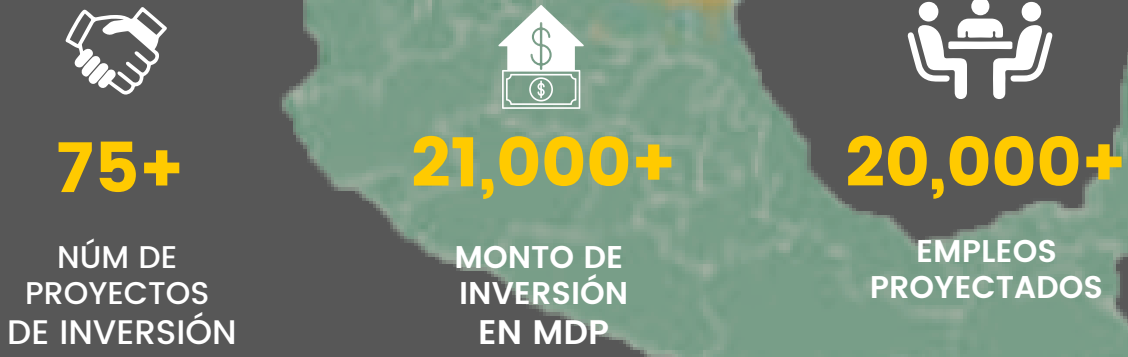 75+
NÚM DE
PROYECTOS
DE INVERSIÓN
$
$
21,000+
MONTO DE
INVERSIÓN
EN MDP
20,000+
EMPLEOS
PROYECTADOS